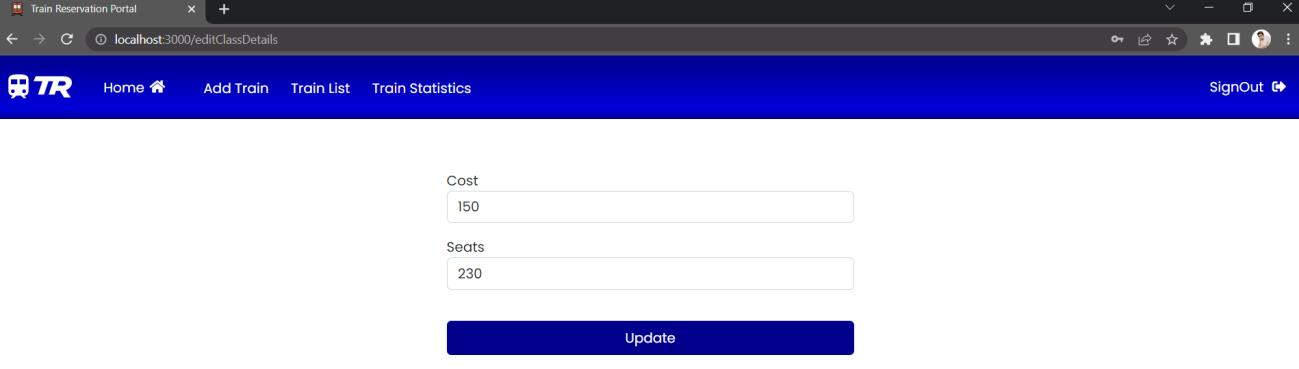 Train Reservation Portal
localhost:3000/editClassDetails
TR Home Add Train Train List Train Statistics SignOut
Cost
150
Seats
230
Update